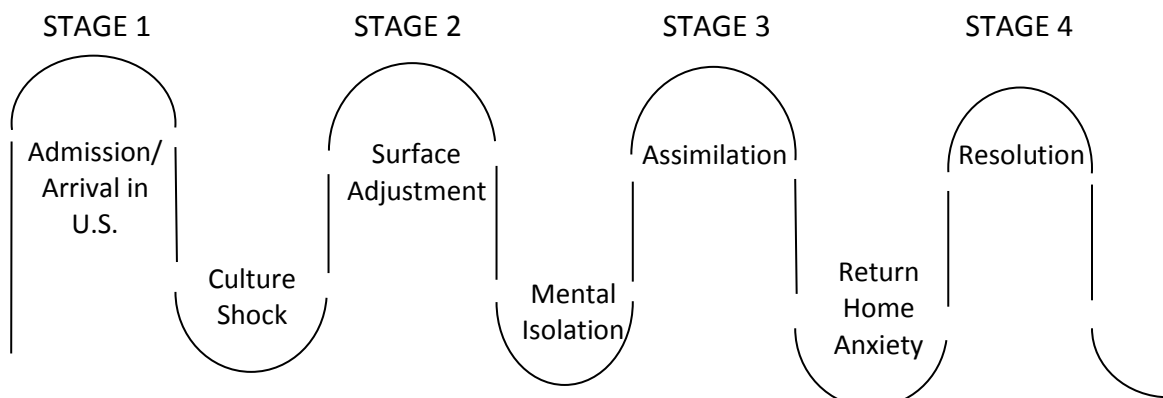 STAGE 1 STAGE 2 STAGE 3 STAGE 4
Admission/
Arrival in
U.S.
Culture
Shock
Surface
Adjustment
Mental
Isolation
Assimilation
Return
Home
Anxiety
Resolution